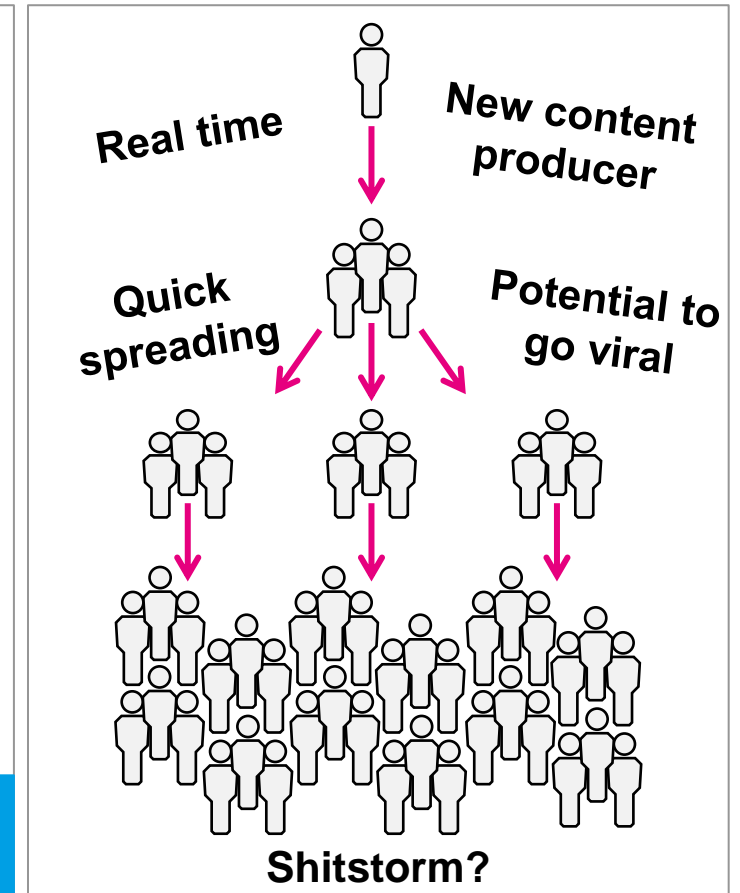 Real time
New content
producer
Quick
spreading
Potential to
go viral
Shitstorm?